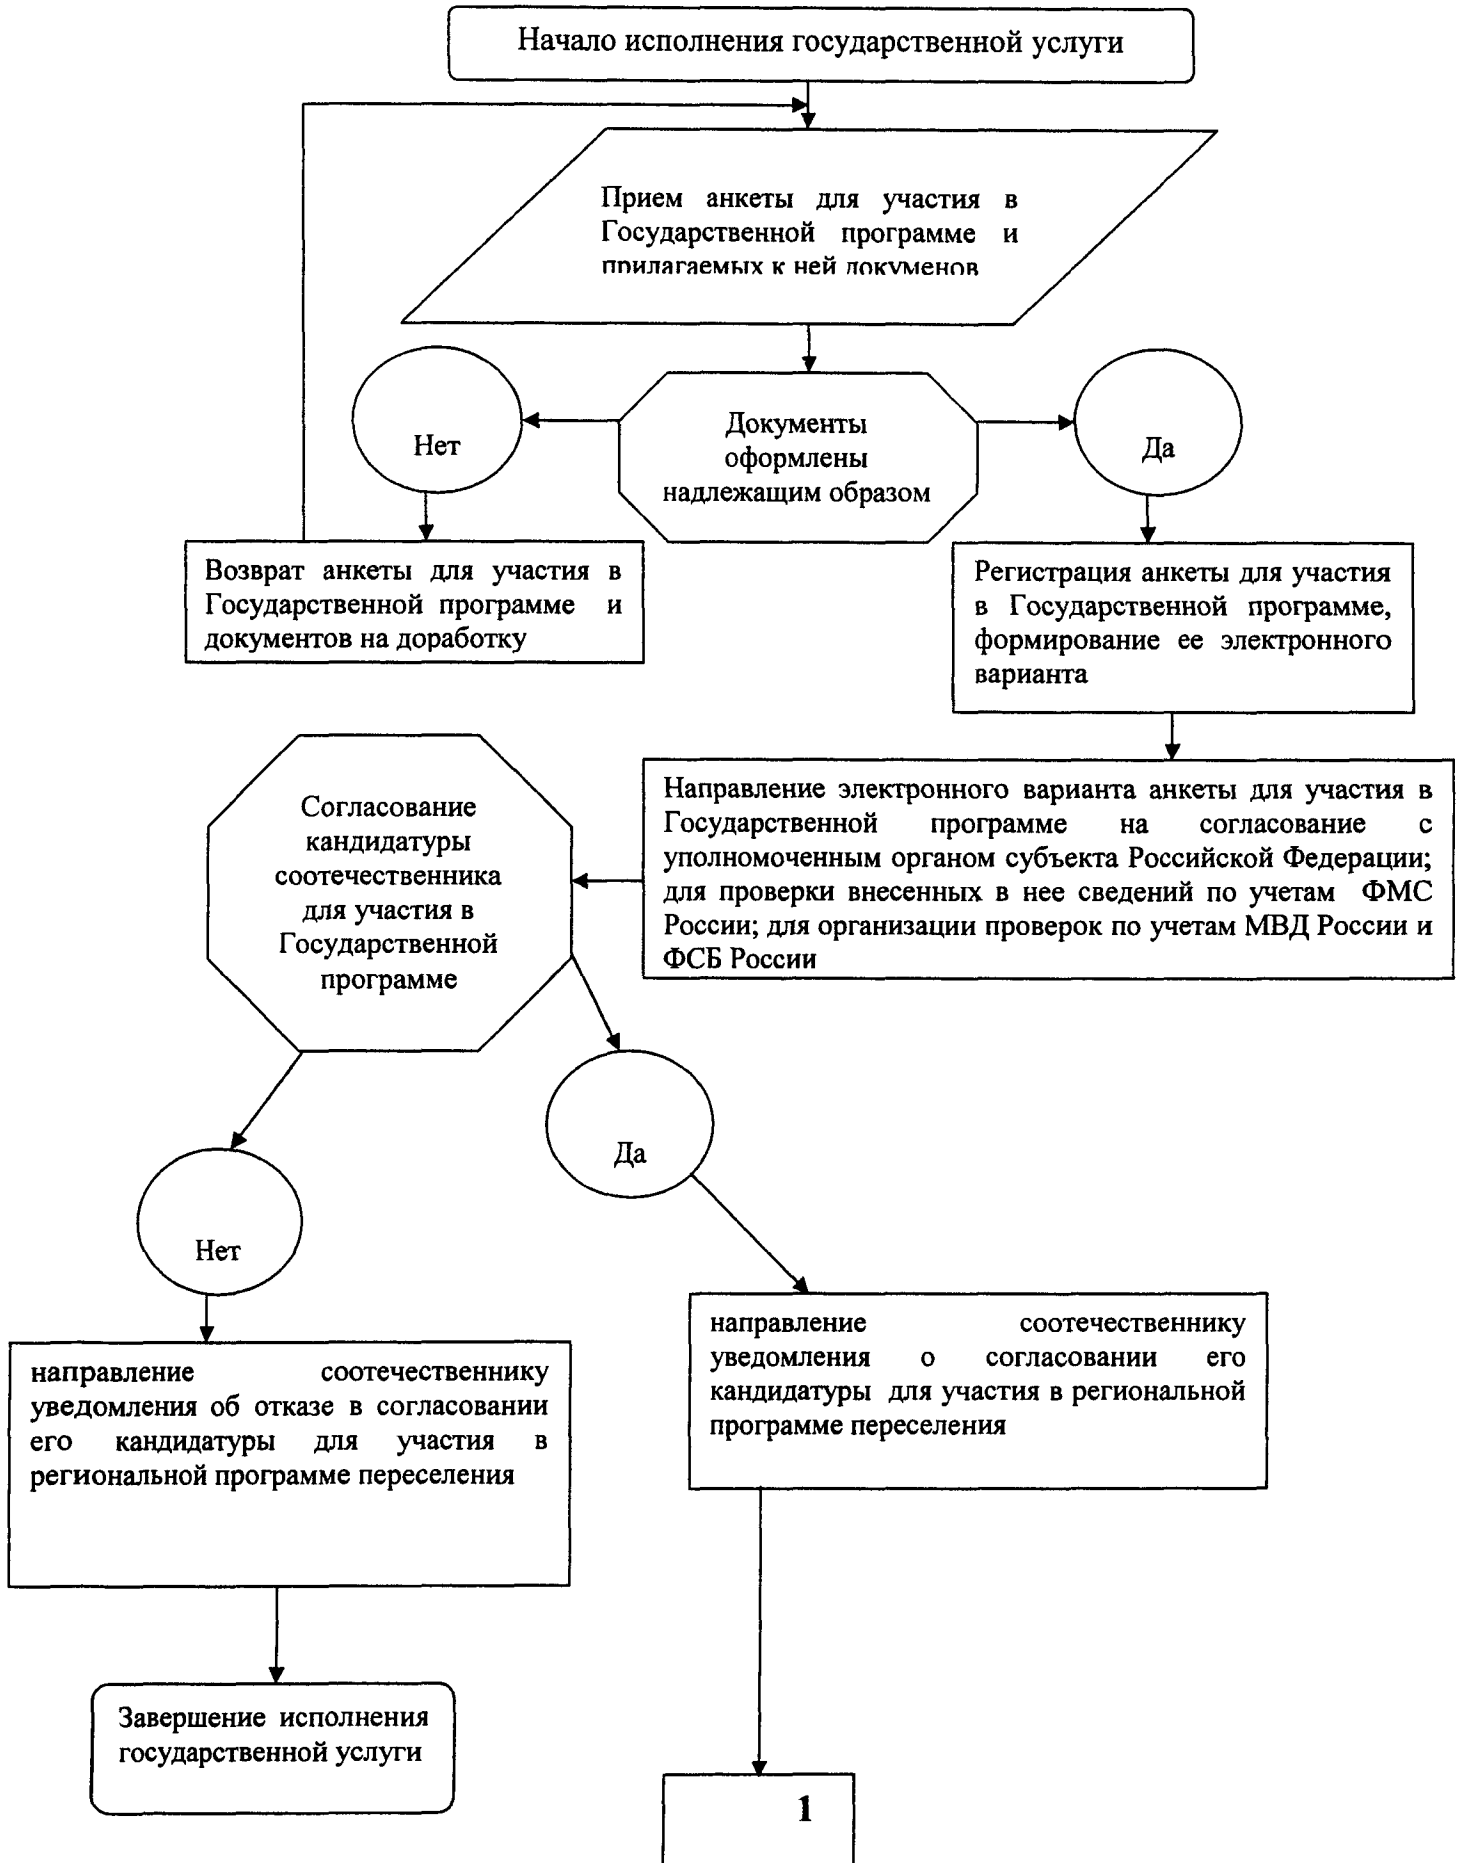 Начало исполнения государственной услуги
Прием анкеты для участия в
Государственной программе и
прилагаемых к ней докуменов
Нет
Документы
оформлены
надлежащим образом
Да
Возврат анкеты для участия в
Государственной программе и
документов на доработку
Регистрация анкеты для участия
в Государственной программе,
формирование ее электронного
варианта
Согласование
кандидатуры
соотечественника
для участия в
Государственной
программе
Направление электронного варианта анкеты для участия в
Государственной программе на согласование с
уполномоченным органом субъекта Российской Федерации;
для проверки внесенных в нее сведений по учетам ФМС
России; для организации проверок по учетам МВД России и
ФСБ России
Да
Нет
направление соотечественнику
уведомления о согласовании его
кандидатуры для участия в региональной
программе переселения
направление соотечественнику
уведомления об отказе в согласовании
его кандидатуры для участия в
региональной программе переселения
Завершение исполнения
государственной услуги
1